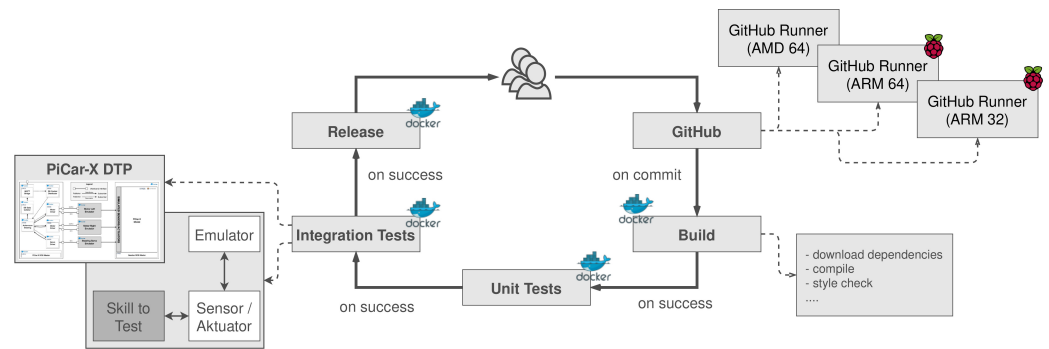 GitHub Runner
(AMD 64)
GitHub Runner
(ARM 64)
GitHub Runner
(ARM 32)
Release
docker
GitHub
on success
on commit
PiCar-X DTP
docker
docker
Integration Tests
Build
Emulator
docker
Unit Tests
- download dependencies
- compile
- style check
....
on success
on success
Skill to
Test
Sensor /
Aktuator